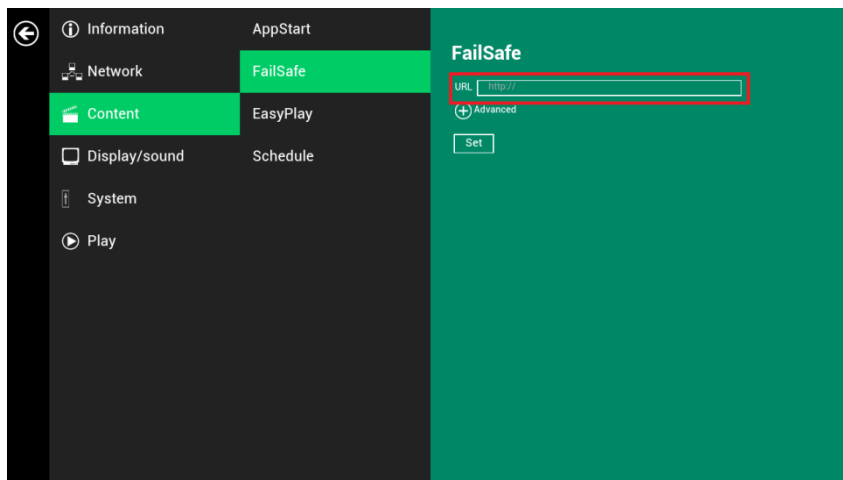 Information
Network
Content
Display/sound
System
Play
AppStart
FailSafe
EasyPlay
Schedule
FailSafe
URL http://
Advanced
Set